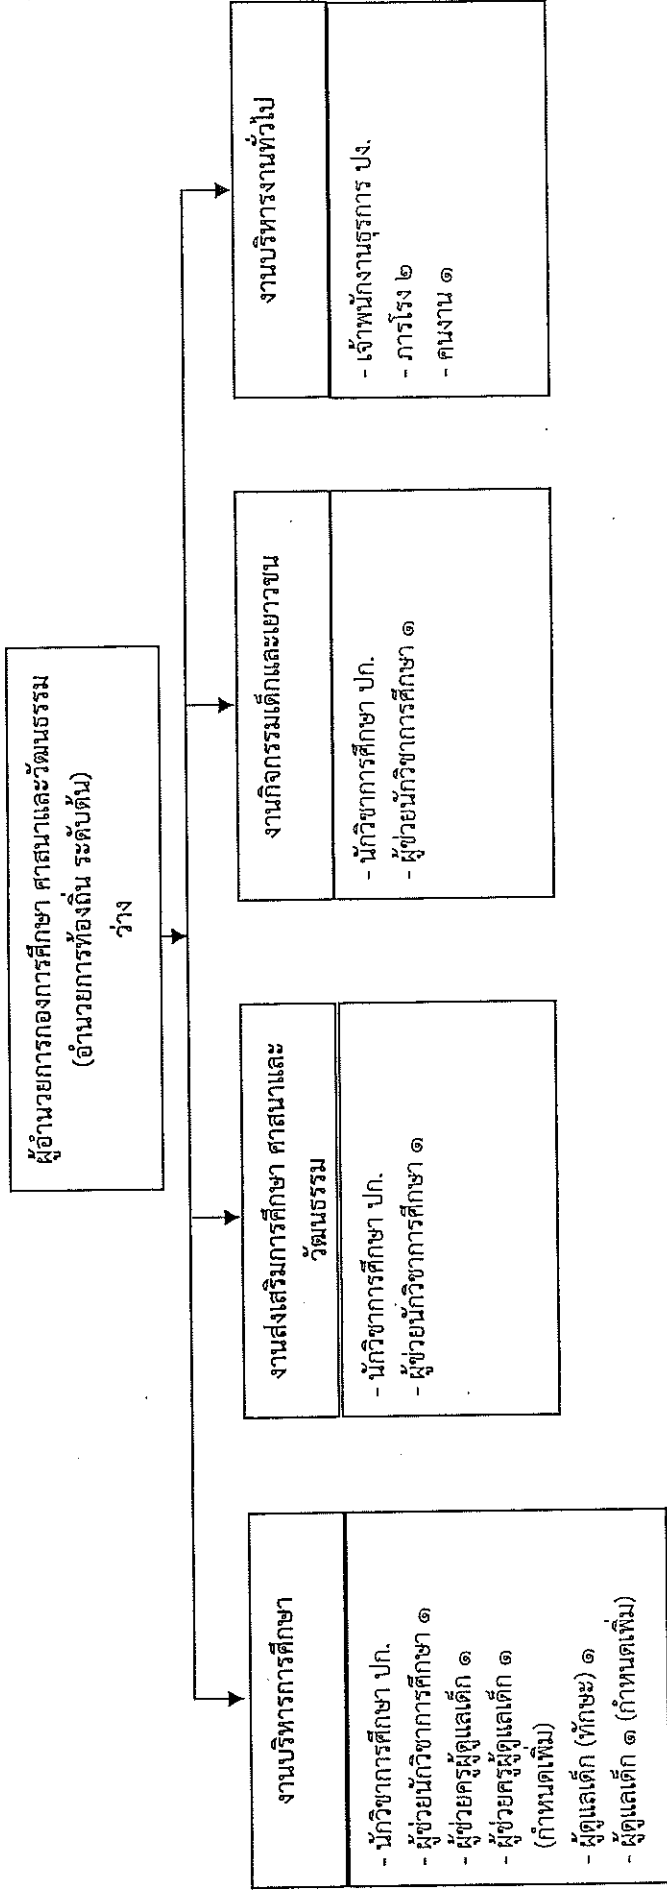 ผู้อำนวยการกองการศึกษา ศาสนาและวัฒนธรรม
(อำนวยการท้องถิ่น ระดับต้น)
ว่าง
งานบริหารการศึกษา
- นักวิชาการศึกษา ปก.
- ผู้ช่วยนักวิชาการศึกษา ๑
- ผู้ช่วยครูผู้ดูแลเด็ก ๑
- ผู้ช่วยครูผู้ดูแลเด็ก ๑
(กำหนดเพิ่ม)
- ผู้ดูแลเด็ก (ทักษะ) ๑
- ผู้ดูแลเด็ก ๑ (กำหนดเพิ่ม)
งานส่งเสริมการศึกษา ศาสนาและ
วัฒนธรรม
- นักวิชาการศึกษา ปก.
- ผู้ช่วยนักวิชาการศึกษา ๑
งานกิจกรรมเด็กและเยาวชน
- นักวิชาการศึกษา ปก.
- ผู้ช่วยนักวิชาการศึกษา ๑
งานบริหารงานทั่วไป
- เจ้าพนักงานธุรการ ปง.
- ภารโรง ๒
- คนงาน ๑